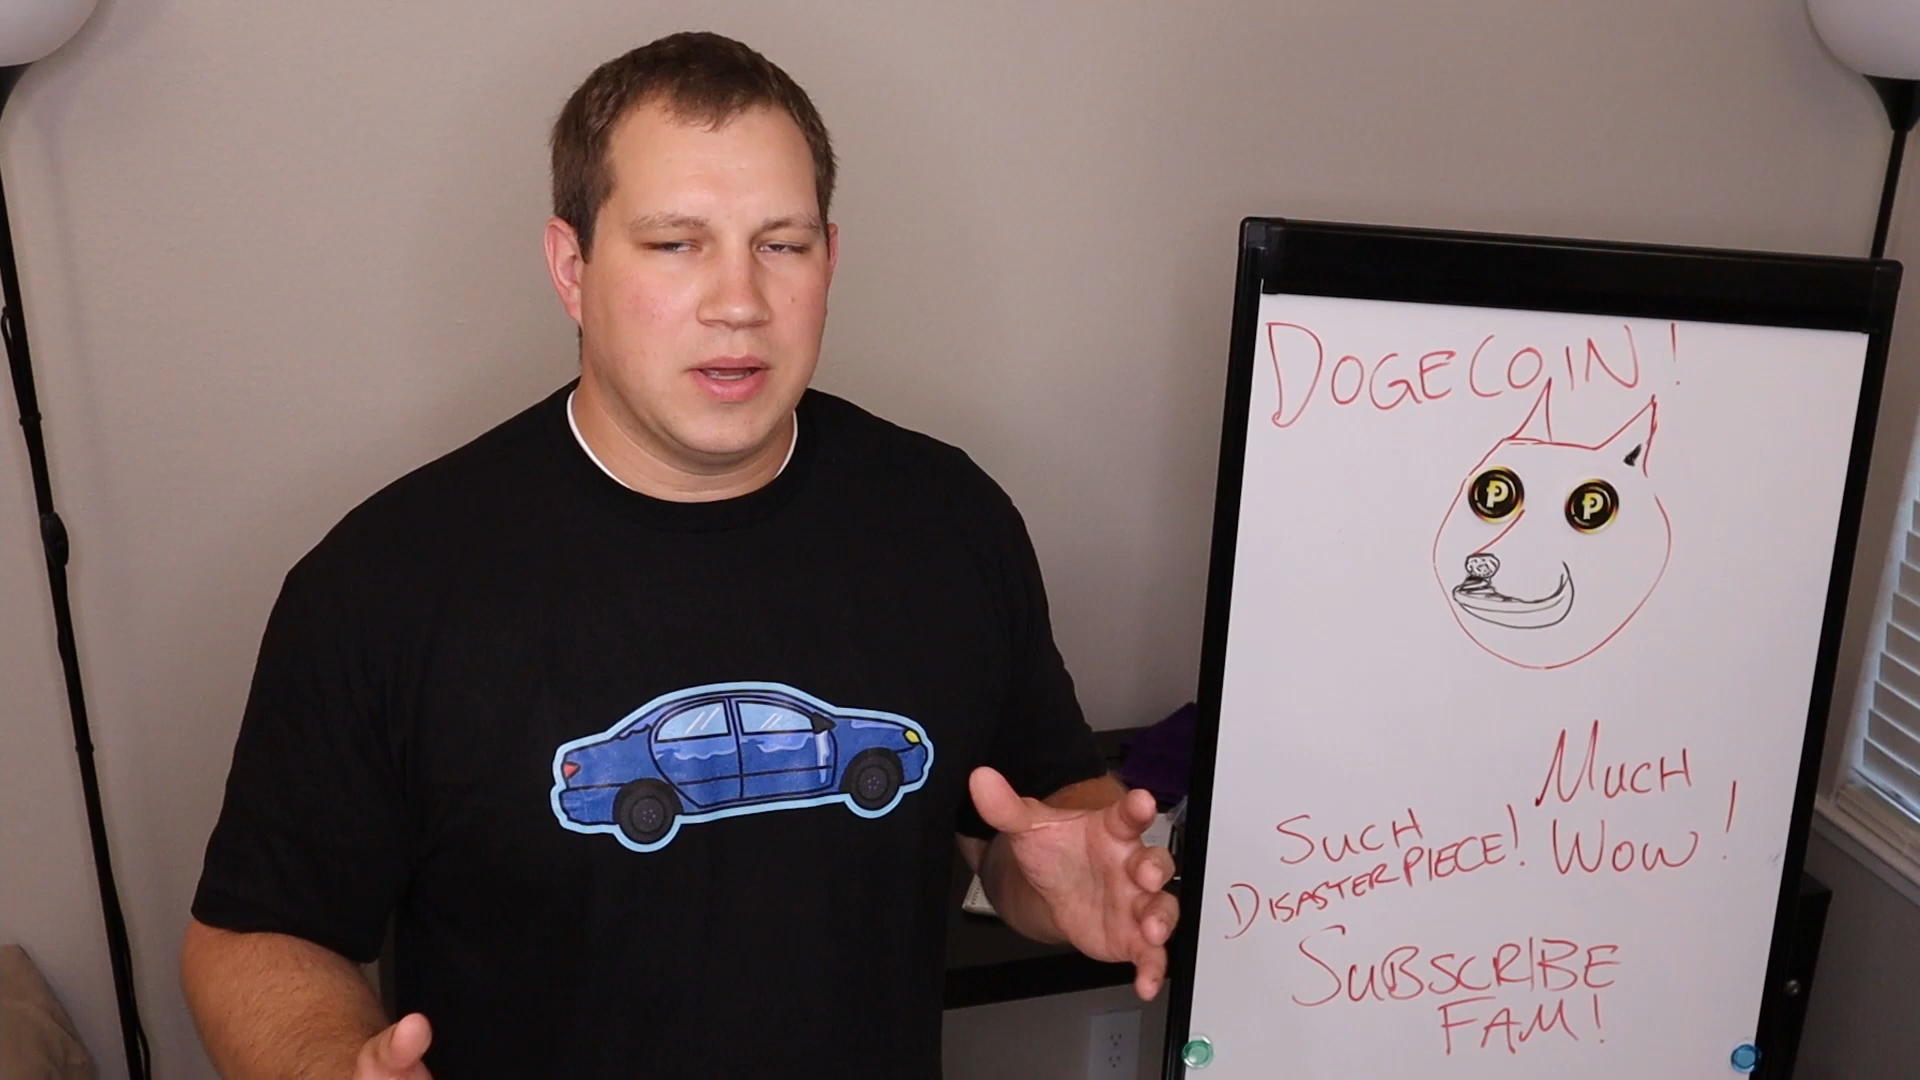 DOGECOIN!
P P
MUCH
WOW!
SUCH
DISASTERPIECE!
SUBSCRIBE
FAM!